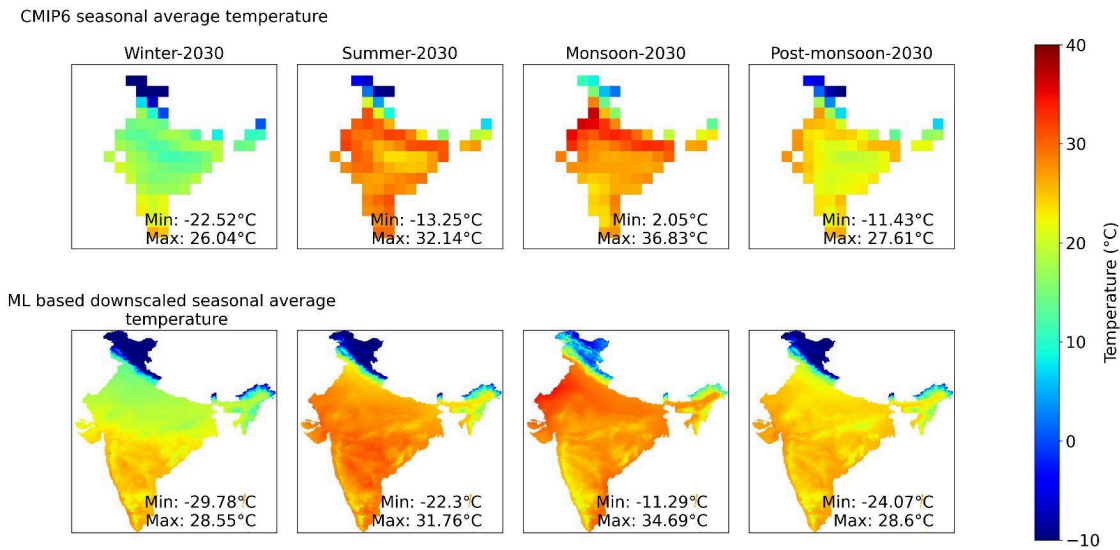 CMIP6 seasonal average temperature
Winter-2030
Summer-2030
Monsoon-2030
Post-monsoon-2030
Min: -22.52°C
Max: 26.04°C
Min: -13.25°C
Max: 32.14°C
Min: 2.05°C
Max: 36.83°C
Min: -11.43°C
Max: 27.61°C
ML based downscaled seasonal average
temperature
Min: -29.78°C
Max: 28.55°C
Min: -22.3°C
Max: 31.76°C
Min: -11.29°C
Max: 34.69°C
Min: -24.07°C
Max: 28.6°C
40
30
20
10
0
−10
Temperature (°C)